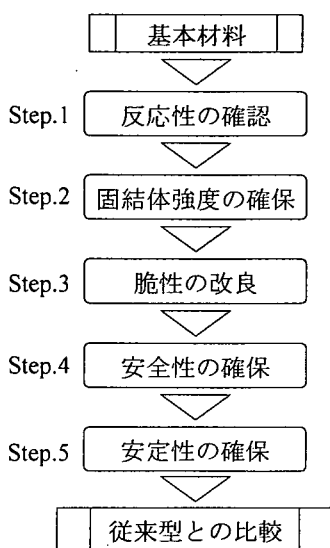 基本材料
Step.1 反応性の確認
Step.2 固結体強度の確保
Step.3 脆性の改良
Step.4 安全性の確保
Step.5 安定性の確保
従来型との比較